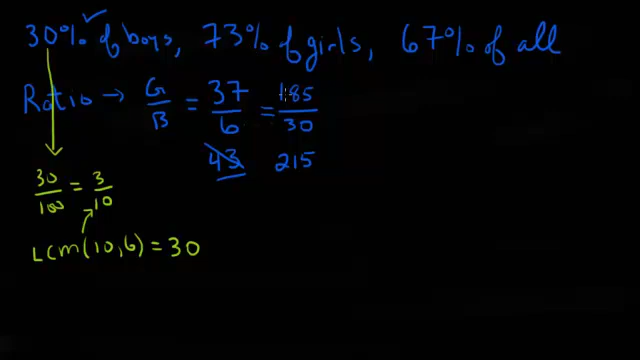 30% ✓ of boys, 73% of girls, 67% of all
Ratio → G/B = 37/6 = 185/30
43 215
30/100 = 3/10
LCM(10,6) = 30